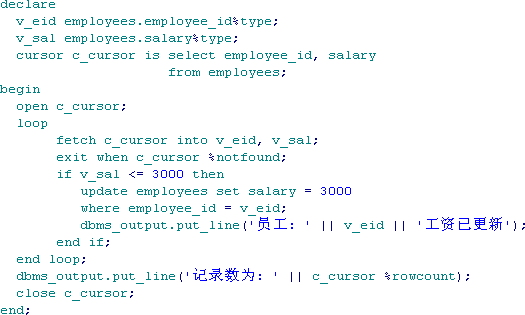 declare
  v_eid employees.employee_id%type;
  v_sal employees.salary%type;
  cursor c_cursor is select employee_id, salary
                     from employees;
begin
  open c_cursor;
  loop
       fetch c_cursor into v_eid, v_sal;
       exit when c_cursor %notfound;
       if v_sal <= 3000 then
          update employees set salary = 3000
          where employee_id = v_eid;
          dbms_output.put_line('员工：' || v_eid || '工资已更新');
       end if;
  end loop;
  dbms_output.put_line('记录数为：' || c_cursor %rowcount);
  close c_cursor;
end;